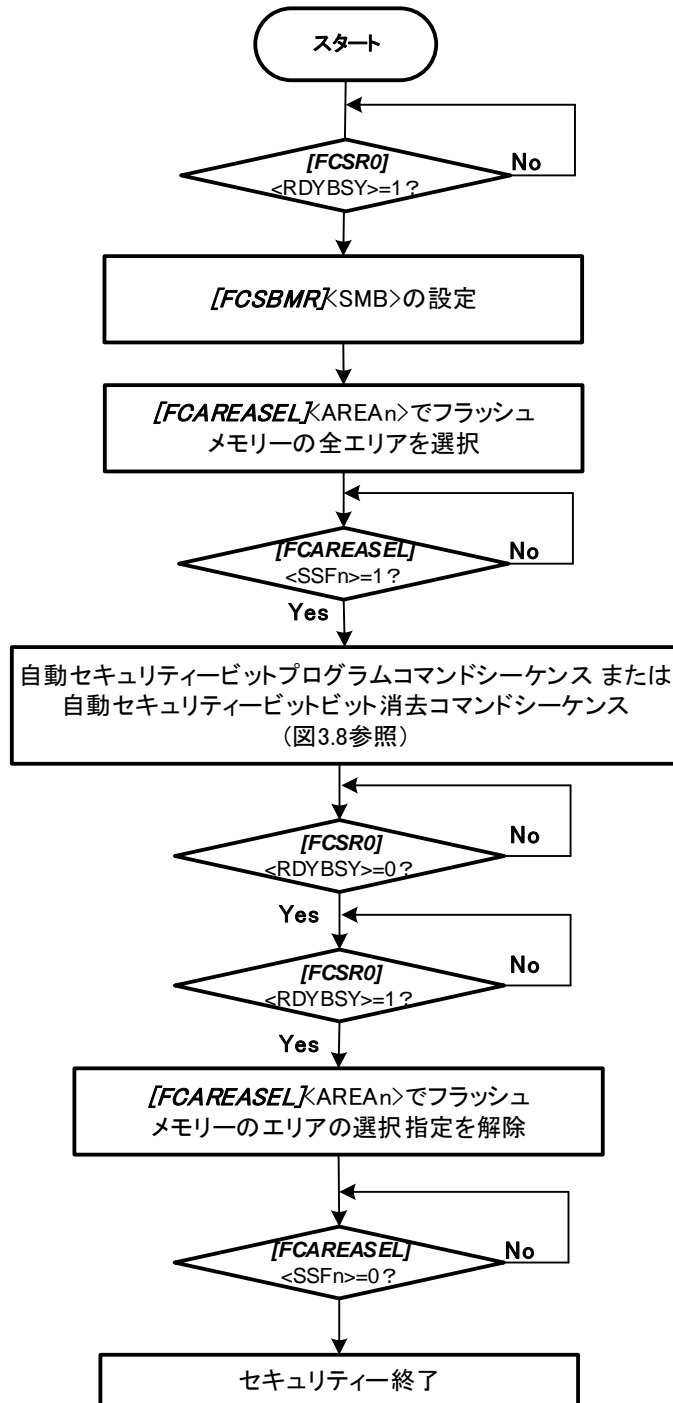 スタート
[FCSR0]
<RDYBSY>=1?
No
[FCSBMR]<SMB>の設定
[FCAREASEL]<AREAn>でフラッシュ
メモリーの全エリアを選択
[FCAREASEL]
<SSFn>=1?
No
Yes
自動セキュリティービットプログラムコマンドシーケンス または
自動セキュリティービットビット消去コマンドシーケンス
(図3.8参照)
[FCSR0]
<RDYBSY>=0?
No
Yes
[FCSR0]
<RDYBSY>=1?
No
Yes
[FCAREASEL]<AREAn>でフラッシュ
メモリーのエリアの選択指定を解除
[FCAREASEL]
<SSFn>=0?
No
セキュリティー終了